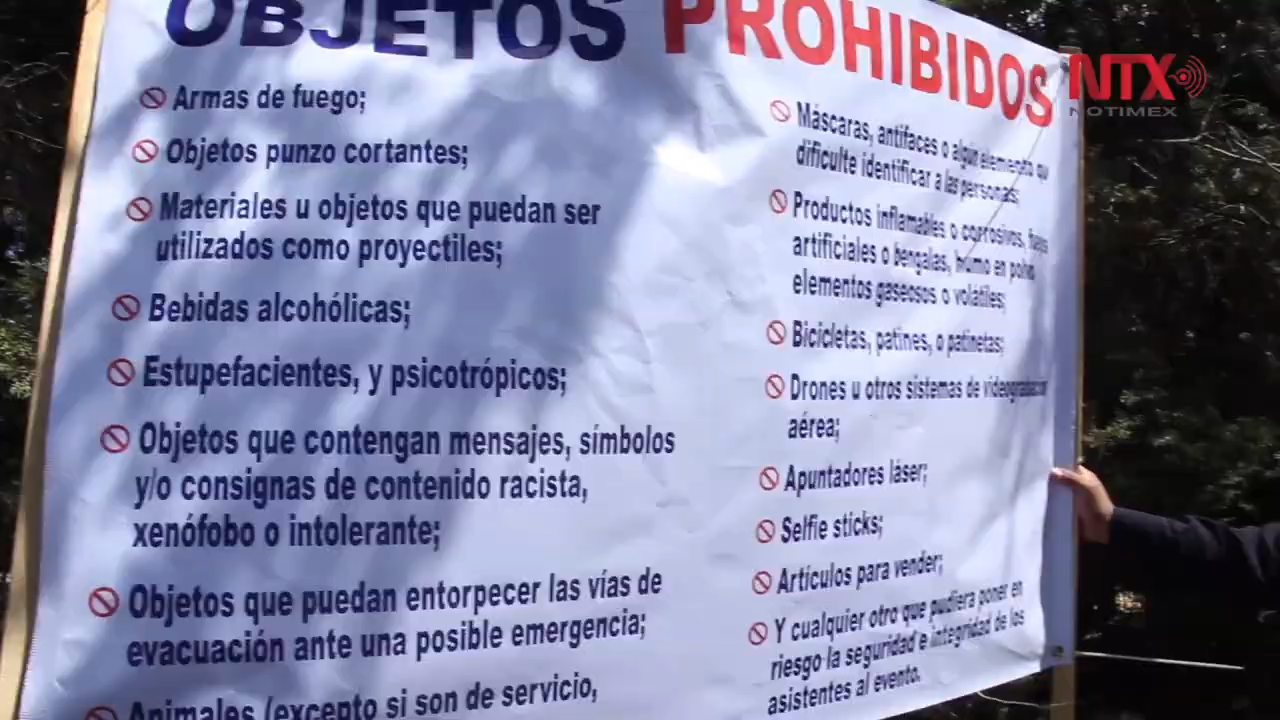 OBJETOS PROHIBIDOS
Armas de fuego;
Objetos punzo cortantes;
Materiales u objetos que puedan ser
utilizados como proyectiles;
Bebidas alcohólicas;
Estupefacientes, y psicotrópicos;
Objetos que contengan mensajes, símbolos
y/o consignas de contenido racista,
xenófobo o intolerante;
Objetos que puedan entorpecer las vías de
evacuación ante una posible emergencia;
Animales (excepto si son de servicio,
Máscaras, antifaces o algún elemento qu
dificulte identificar a las personas;
Productos inflamables o corrosivos,
artificiales o bengalas, humo en polvo
elementos gaseosos o volátiles;
Bicicletas, patines, o patinetas;
Drones u otros sistemas de
aérea;
Apuntadores láser;
Selfie sticks;
Artículos para vender;
Y cualquier otro que pudiera poner en
riesgo la seguridad e integridad de los
asistentes al evento.
NTX
NOTIMEX